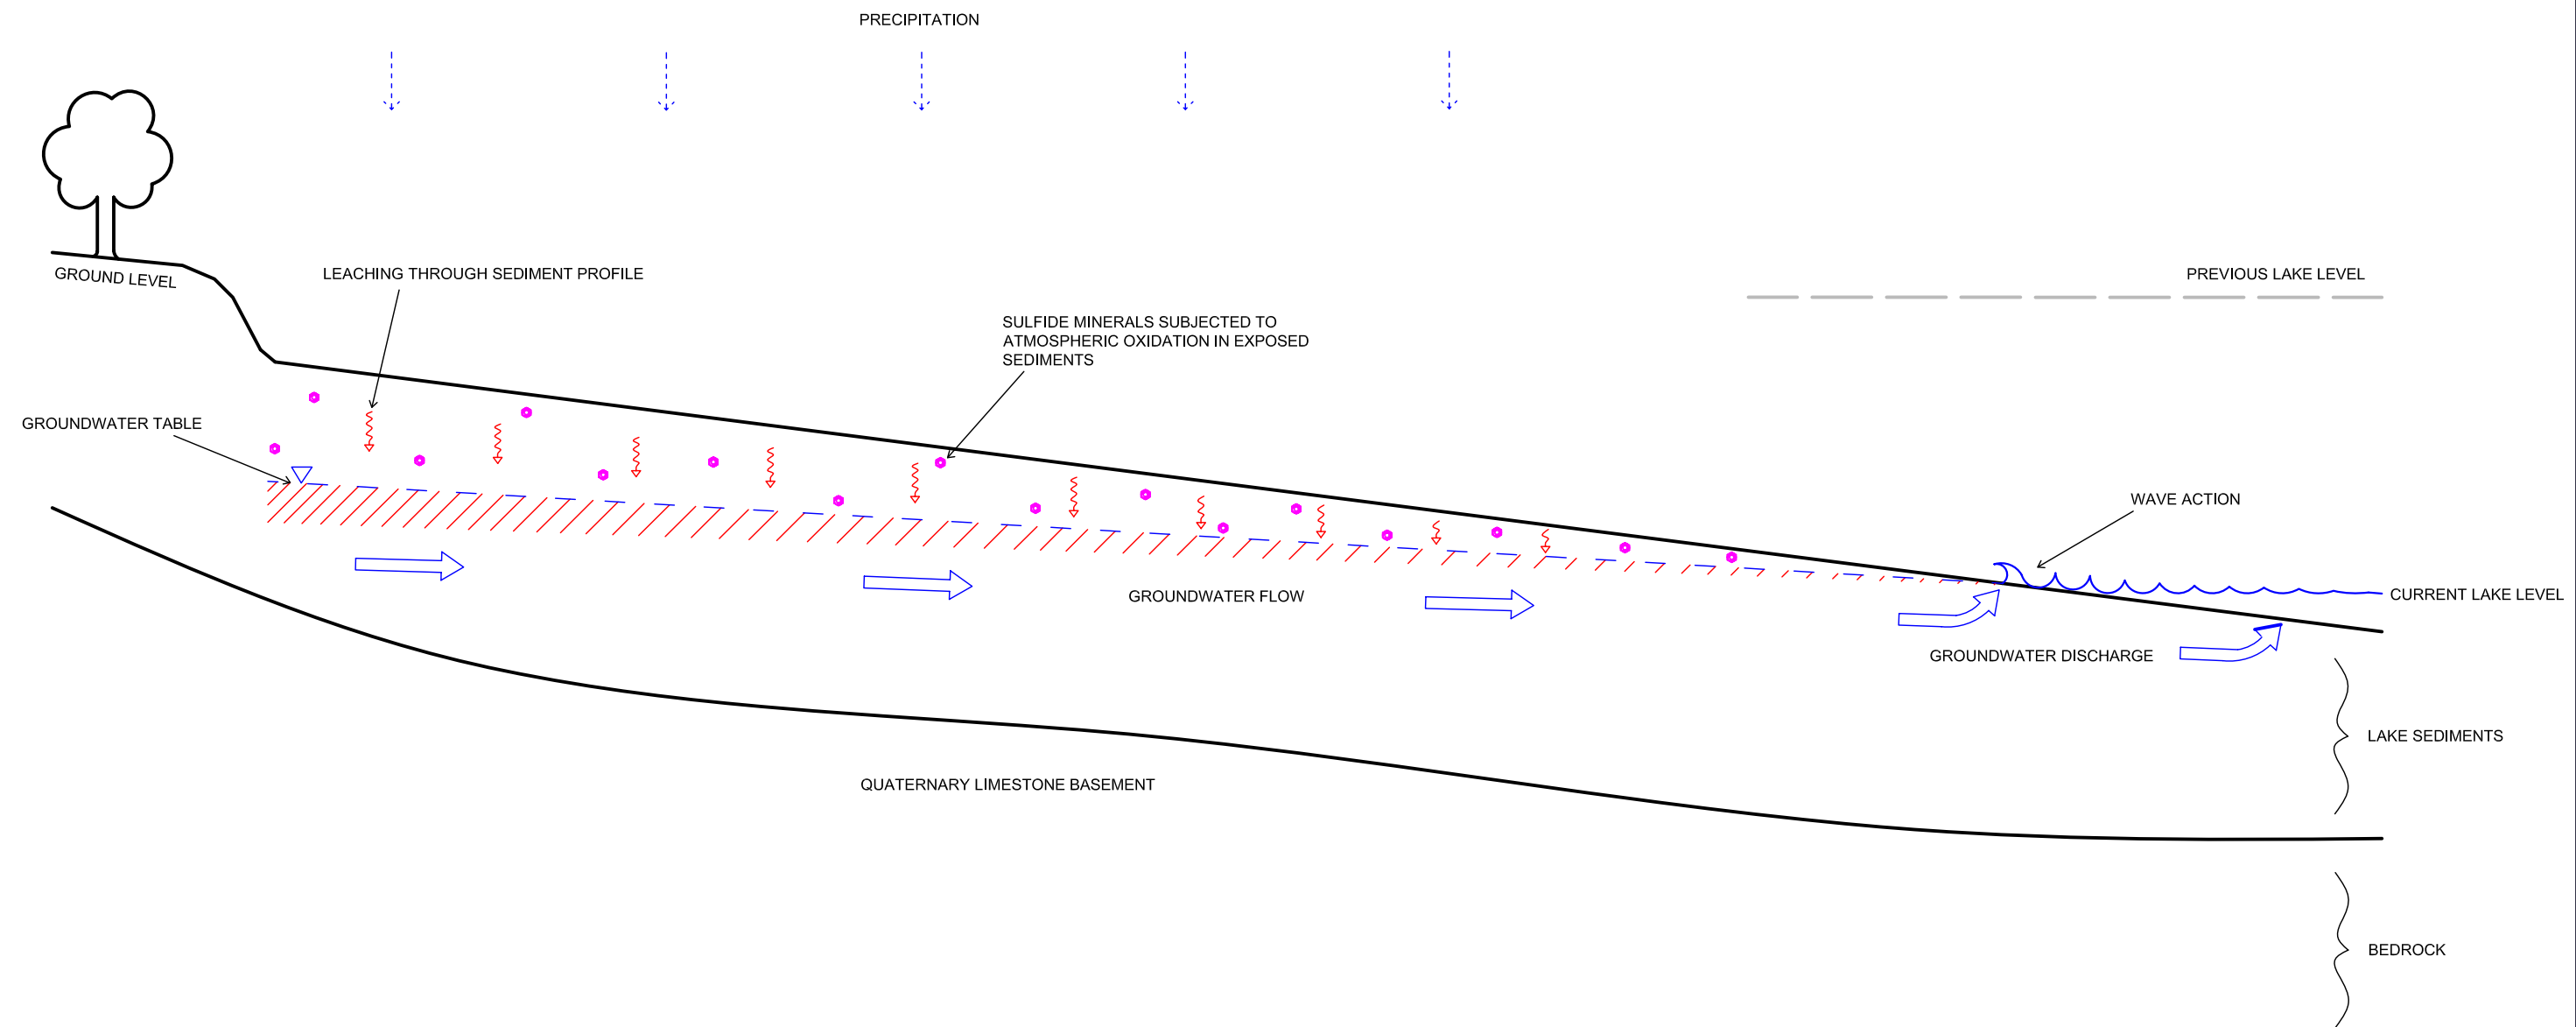 PRECIPITATION
GROUND LEVEL
LEACHING THROUGH SEDIMENT PROFILE
PREVIOUS LAKE LEVEL
SULFIDE MINERALS SUBJECTED TO
ATMOSPHERIC OXIDATION IN EXPOSED
SEDIMENTS
GROUNDWATER TABLE
WAVE ACTION
GROUNDWATER FLOW
CURRENT LAKE LEVEL
GROUNDWATER DISCHARGE
LAKE SEDIMENTS
QUATERNARY LIMESTONE BASEMENT
BEDROCK